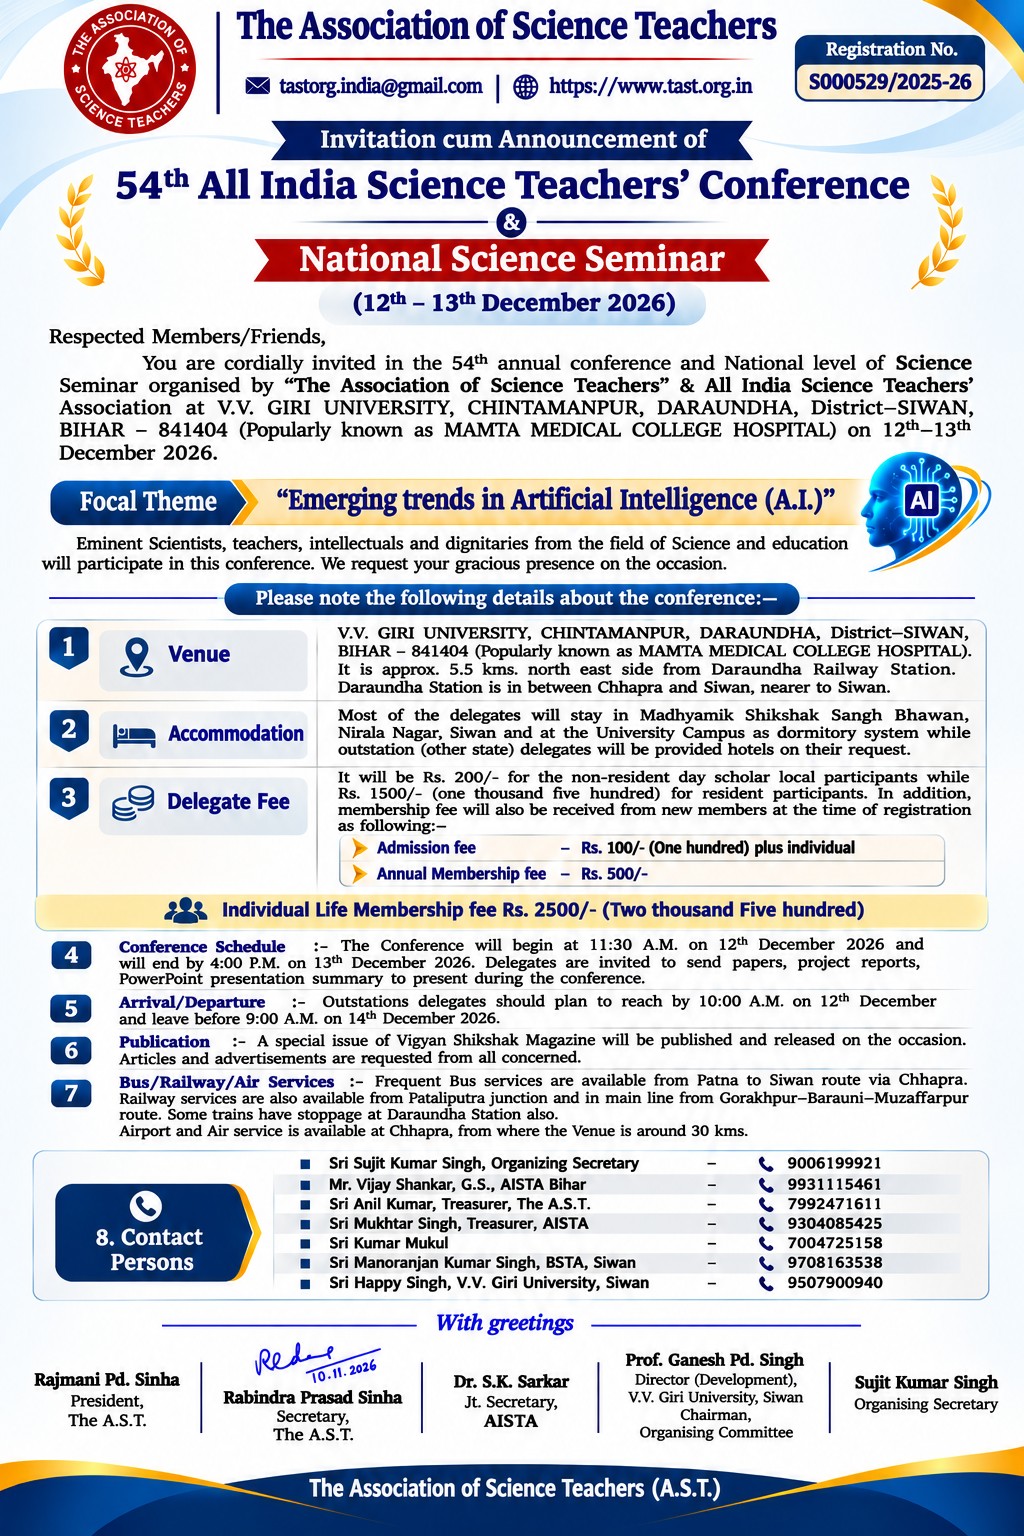 THE ASSOCIATION OF
SCIENCE TEACHERS
The Association of Science Teachers
tastorg.india@gmail.com | https://www.tast.org.in
Registration No.
S000529/2025-26
Invitation cum Announcement of
54th All India Science Teachers' Conference
&
National Science Seminar
(12th – 13th December 2026)
Respected Members/Friends,
You are cordially invited in the 54th annual conference and National level of Science
Seminar organised by "The Association of Science Teachers" & All India Science Teachers'
Association at V.V. GIRI UNIVERSITY, CHINTAMANPUR, DARAUNDHA, District–SIWAN,
BIHAR – 841404 (Popularly known as MAMTA MEDICAL COLLEGE HOSPITAL) on 12th–13th
December 2026.
Focal Theme
"Emerging trends in Artificial Intelligence (A.I.)"
AI
Eminent Scientists, teachers, intellectuals and dignitaries from the field of Science and education
will participate in this conference. We request your gracious presence on the occasion.
Please note the following details about the conference:–
1
Venue
V.V. GIRI UNIVERSITY, CHINTAMANPUR, DARAUNDHA, District–SIWAN,
BIHAR – 841404 (Popularly known as MAMTA MEDICAL COLLEGE HOSPITAL).
It is approx. 5.5 kms. north east side from Daraundha Railway Station.
Daraundha Station is in between Chhapra and Siwan, nearer to Siwan.
2
Accommodation
Most of the delegates will stay in Madhyamik Shikshak Sangh Bhawan,
Nirala Nagar, Siwan and at the University Campus as dormitory system while
outstation (other state) delegates will be provided hotels on their request.
3
Delegate Fee
It will be Rs. 200/- for the non-resident day scholar local participants while
Rs. 1500/- (one thousand five hundred) for resident participants. In addition,
membership fee will also be received from new members at the time of registration
as following:–
Admission fee – Rs. 100/- (One hundred) plus individual
Annual Membership fee – Rs. 500/-
Individual Life Membership fee Rs. 2500/- (Two thousand Five hundred)
4
Conference Schedule :– The Conference will begin at 11:30 A.M. on 12th December 2026 and
will end by 4:00 P.M. on 13th December 2026. Delegates are invited to send papers, project reports,
PowerPoint presentation summary to present during the conference.
5
Arrival/Departure :– Outstations delegates should plan to reach by 10:00 A.M. on 12th December
and leave before 9:00 A.M. on 14th December 2026.
6
Publication :– A special issue of Vigyan Shikshak Magazine will be published and released on the occasion.
Articles and advertisements are requested from all concerned.
7
Bus/Railway/Air Services :– Frequent Bus services are available from Patna to Siwan route via Chhapra.
Railway services are also available from Pataliputra junction and in main line from Gorakhpur–Barauni–Muzaffarpur
route. Some trains have stoppage at Daraundha Station also.
Airport and Air service is available at Chhapra, from where the Venue is around 30 kms.
8. Contact
Persons
Sri Sujit Kumar Singh, Organizing Secretary – 9006199921
Mr. Vijay Shankar, G.S., AISTA Bihar – 9931115461
Sri Anil Kumar, Treasurer, The A.S.T. – 7992471611
Sri Mukhtar Singh, Treasurer, AISTA – 9304085425
Sri Kumar Mukul – 7004725158
Sri Manoranjan Kumar Singh, BSTA, Siwan – 9708163538
Sri Happy Singh, V.V. Giri University, Siwan – 9507900940
With greetings
Rajmani Pd. Sinha
President,
The A.S.T.
10.11.2026
Rabindra Prasad Sinha
Secretary,
The A.S.T.
Dr. S.K. Sarkar
Jt. Secretary,
AISTA
Prof. Ganesh Pd. Singh
Director (Development),
V.V. Giri University, Siwan
Chairman,
Organising Committee
Sujit Kumar Singh
Organising Secretary
The Association of Science Teachers (A.S.T.)